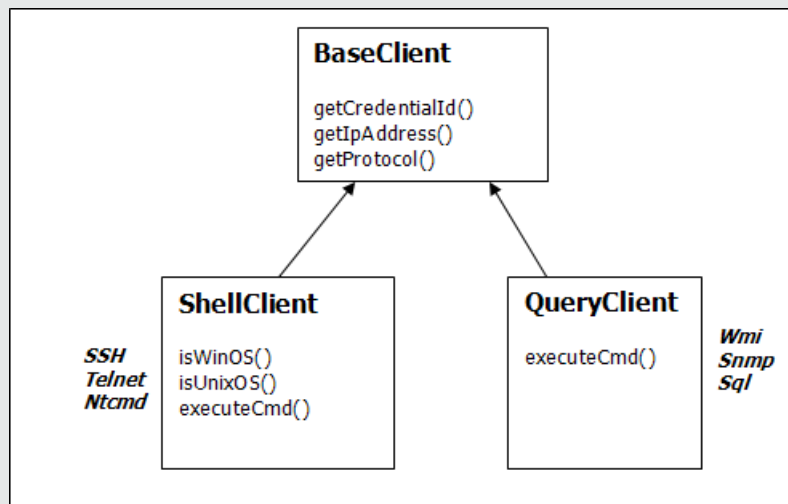 BaseClient
getCredentialId()
getIpAddress()
getProtocol()
ShellClient
isWinOS()
isUnixOS()
executeCmd()
SSH
Telnet
Ntcmd
QueryClient
executeCmd()
Wmi
Snmp
Sql